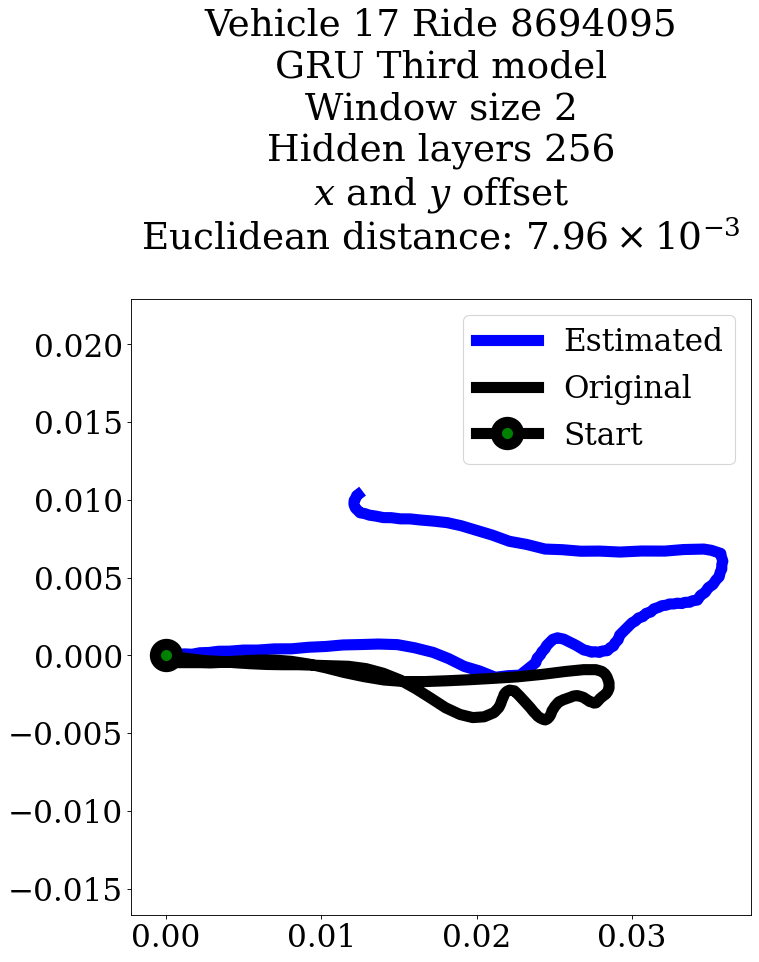 Vehicle 17 Ride 8694095
GRU Third model
Window size 2
Hidden layers 256
x and y offset
Euclidean distance: 7.96 × 10⁻³
Estimated
Original
Start
0.020
0.015
0.010
0.005
0.000
−0.005
−0.010
−0.015
0.00 0.01 0.02 0.03